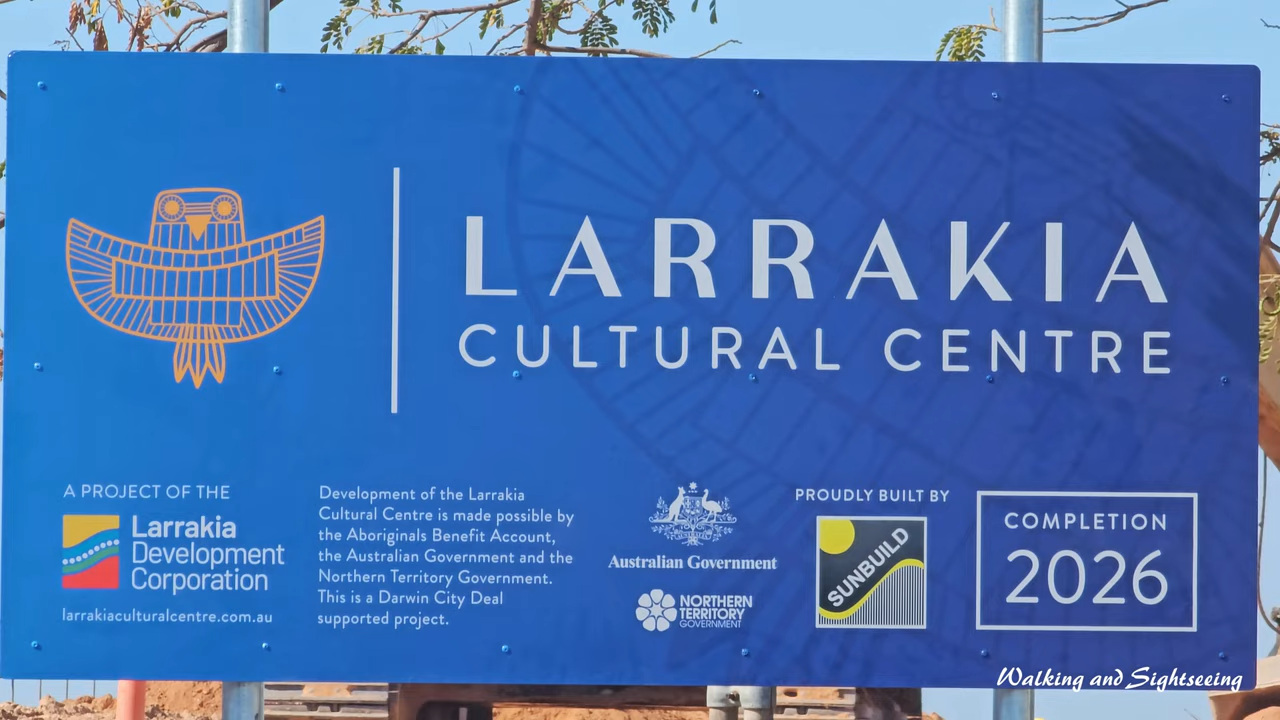 LARRAKIA
CULTURAL CENTRE
A PROJECT OF THE
Larrakia
Development
Corporation
larrakiaculturalcentre.com.au
Development of the Larrakia
Cultural Centre is made possible by
the Aboriginals Benefit Account,
the Australian Government and the
Northern Territory Government.
This is a Darwin City Deal
supported project.
Australian Government
NORTHERN
TERRITORY
GOVERNMENT
PROUDLY BUILT BY
SUNBUILD
COMPLETION
2026
Walking and Sightseeing